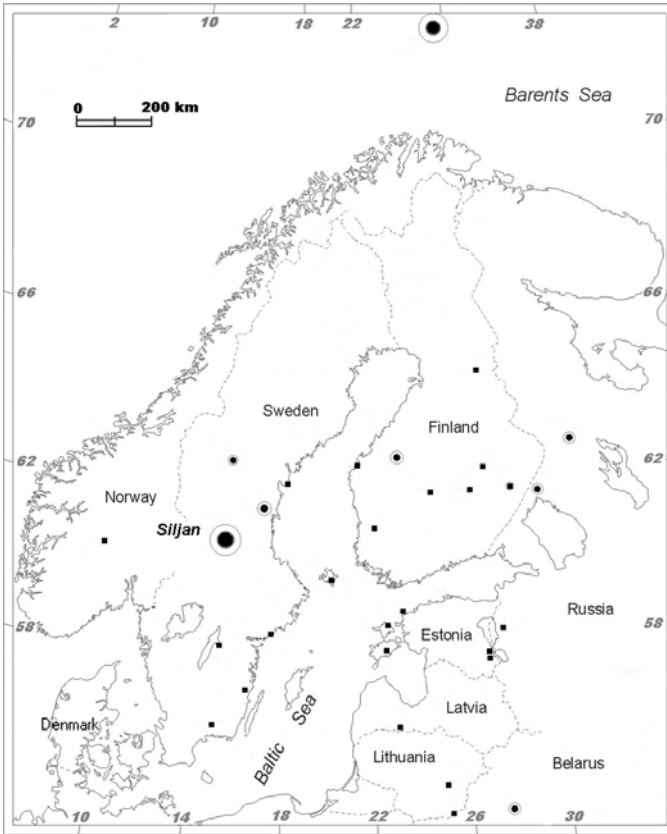 2 10 18 22 38
0 200 km
Barents Sea
70 70
66 66
Sweden
Finland
62 62
Norway
Siljan
Russia
58 58
Estonia
Latvia
Denmark
Baltic Sea
Lithuania
Belarus
10 14 18 22 26 30